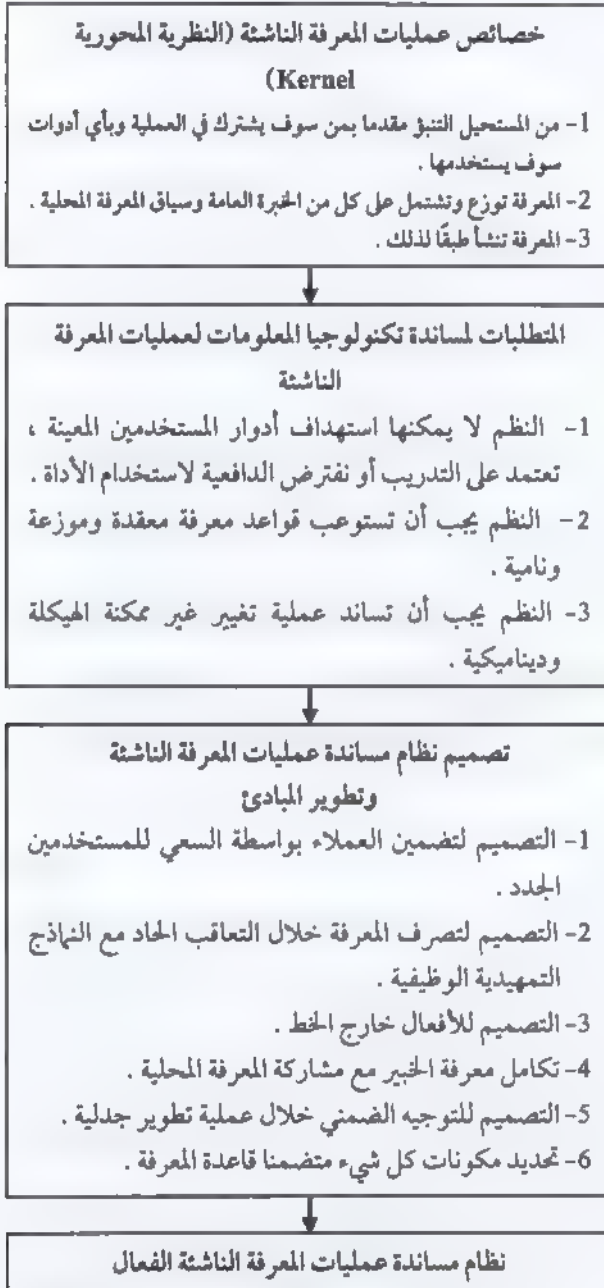 خصائص عمليات المعرفة الناشئة (النظرية المحورية
(Kernel
1- من المستحيل التنبؤ مقدما بمن سوف يشترك في العملية وبأي أدوات
سوف يستخدمها .
2- المعرفة توزع وتشتمل على كل من الخبرة العامة وسياق المعرفة المحلية .
3- المعرفة تنشأ طبقًا لذلك .
المتطلبات لمساندة تكنولوجيا المعلومات لعمليات المعرفة
الناشئة
1- النظم لا يمكنها استهداف أدوار المستخدمين المعينة ،
تعتمد على التدريب أو نفترض الدافعية لاستخدام الأداة .
2- النظم يجب أن تستوعب قواعد معرفة معقدة وموزعة
ونامية .
3- النظم يجب أن تساند عملية تغيير غير ممكنة الهيكلة
وديناميكية .
تصميم نظام مساندة عمليات المعرفة الناشئة
وتطوير المبادئ
1- التصميم لتضمين العملاء بواسطة السعي للمستخدمين
الجدد .
2- التصميم لتصرف المعرفة خلال التعاقب الحاد مع النماذج
التمهيدية الوظيفية .
3- التصميم للأفعال خارج الخط .
4- تكامل معرفة الخبير مع مشاركة المعرفة المحلية .
5- التصميم للتوجيه الضمني خلال عملية تطوير جدلية .
6- تحديد مكونات كل شيء متضمنا قاعدة المعرفة .
نظام مساندة عمليات المعرفة الناشئة الفعال